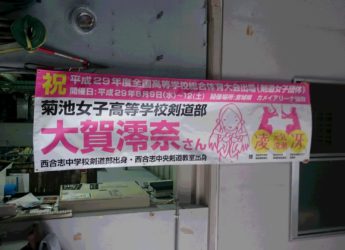 祝 平成29年度全国高等学校総合体育大会出場(剣道女子団体)
開催日:平成29年8月9日(水)~12日(土)
菊池女子高等学校剣道部
大賀澪奈さん
西合志中学校剣道部出身・西合志中央剣道教室出身